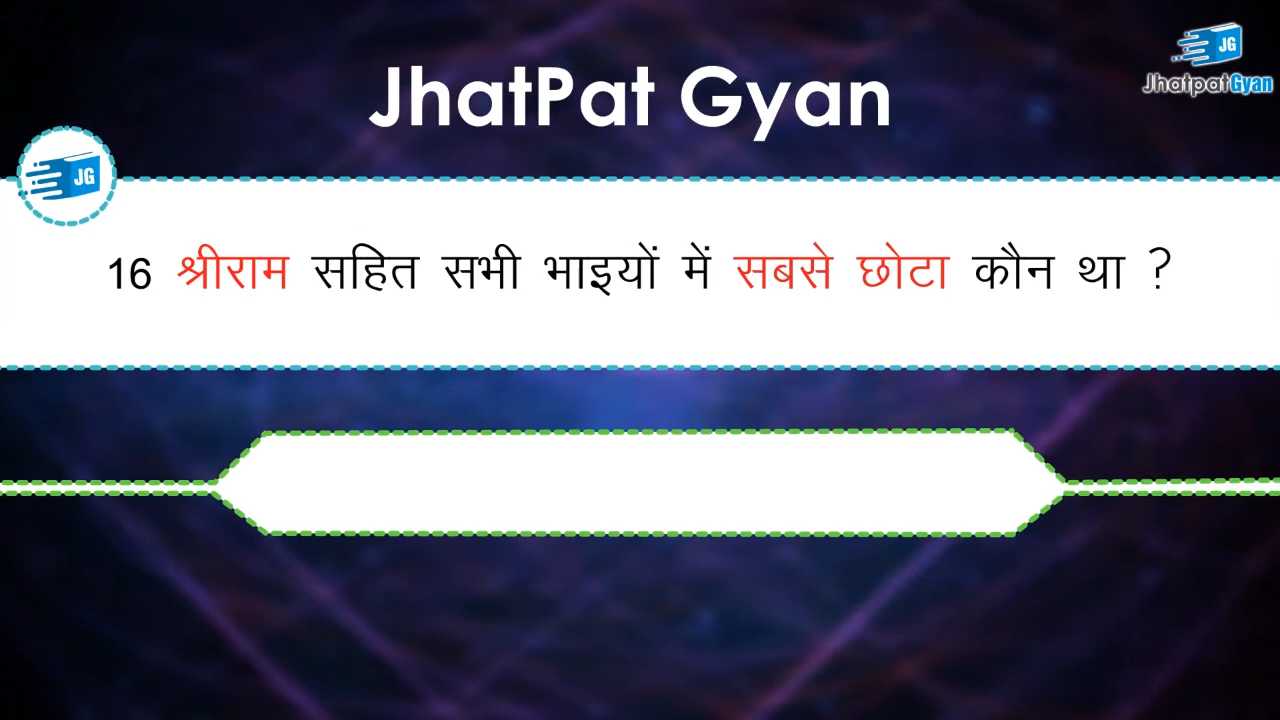 JhatPat Gyan
JG
JhatpatGyan
JG
16 श्रीराम सहित सभी भाइयों में सबसे छोटा कौन था ?